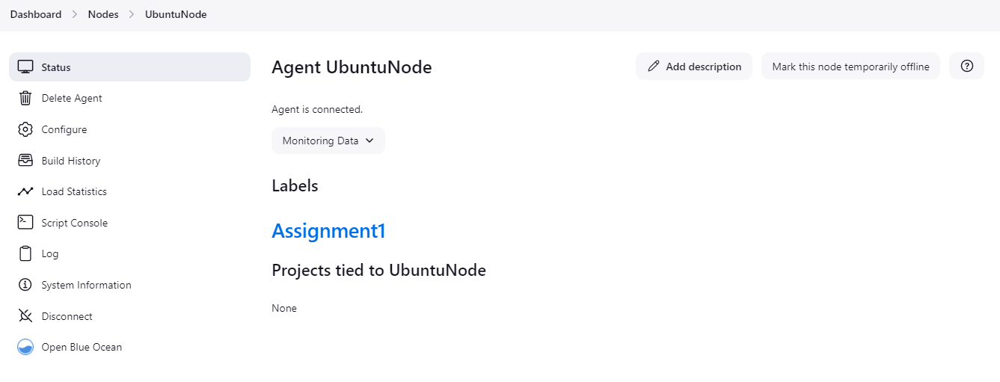 Dashboard > Nodes > UbuntuNode
Status
Delete Agent
Configure
Build History
Load Statistics
Script Console
Log
System Information
Disconnect
Open Blue Ocean
Agent UbuntuNode
Add description
Mark this node temporarily offline
?
Agent is connected.
Monitoring Data
Labels
Assignment1
Projects tied to UbuntuNode
None